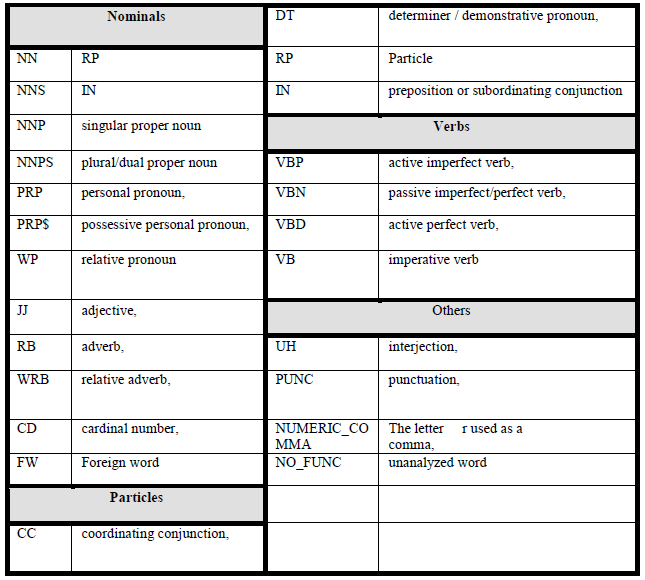 Nominals
NN RP
NNS IN
NNP singular proper noun
NNPS plural/dual proper noun
PRP personal pronoun,
PRP$ possessive personal pronoun,
WP relative pronoun
JJ adjective,
RB adverb,
WRB relative adverb,
CD cardinal number,
FW Foreign word
Particles
CC coordinating conjunction,
DT determiner / demonstrative pronoun,
RP Particle
IN preposition or subordinating conjunction
Verbs
VBP active imperfect verb,
VBN passive imperfect/perfect verb,
VBD active perfect verb,
VB imperative verb
Others
UH interjection,
PUNC punctuation,
NUMERIC_CO The letter r used as a
MMA comma,
NO_FUNC unanalyzed word